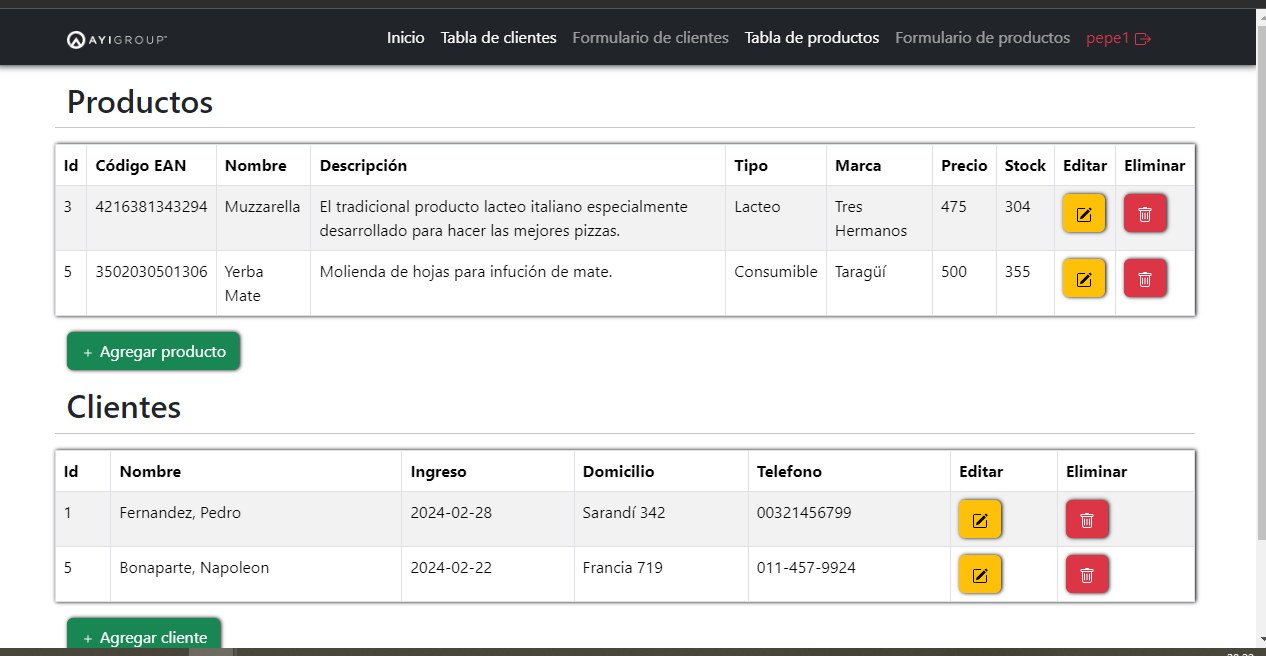 AYIGROUP Inicio Tabla de clientes Formulario de clientes Tabla de productos Formulario de productos pepe1
Productos
Id Código EAN Nombre Descripción Tipo Marca Precio Stock Editar Eliminar
3 4216381343294 Muzzarella El tradicional producto lacteo italiano especialmente Lacteo Tres 475 304
desarrollado para hacer las mejores pizzas. Hermanos
5 3502030501306 Yerba Molienda de hojas para infución de mate. Consumible Taragüí 500 355
Mate
+ Agregar producto
Clientes
Id Nombre Ingreso Domicilio Telefono Editar Eliminar
1 Fernandez, Pedro 2024-02-28 Sarandí 342 00321456799
5 Bonaparte, Napoleon 2024-02-22 Francia 719 011-457-9924
+ Agregar cliente